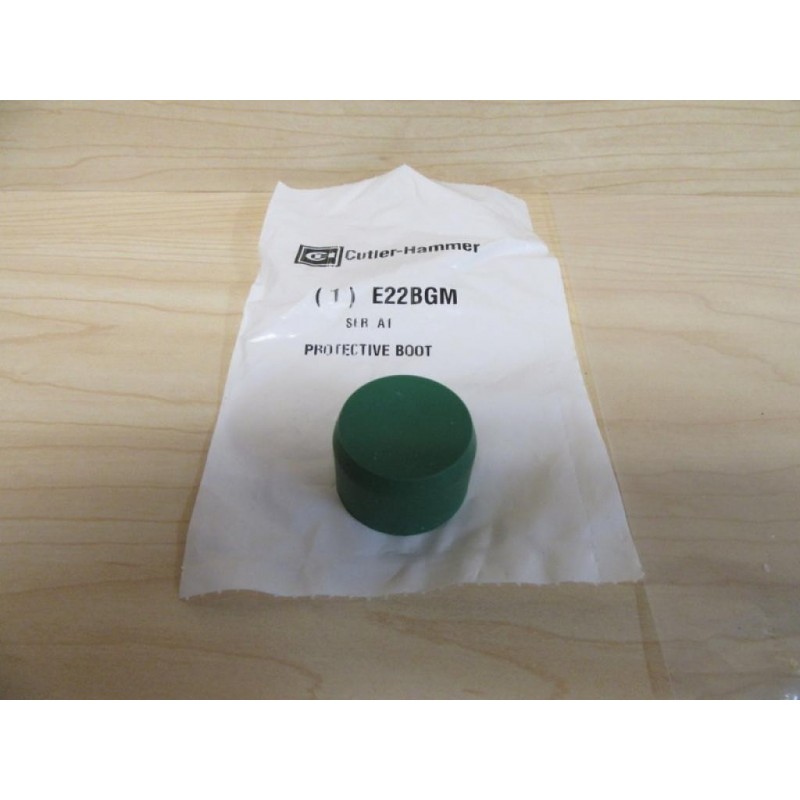 Cutler-Hammer
(1) E22BGM
SER A1
PROTECTIVE BOOT